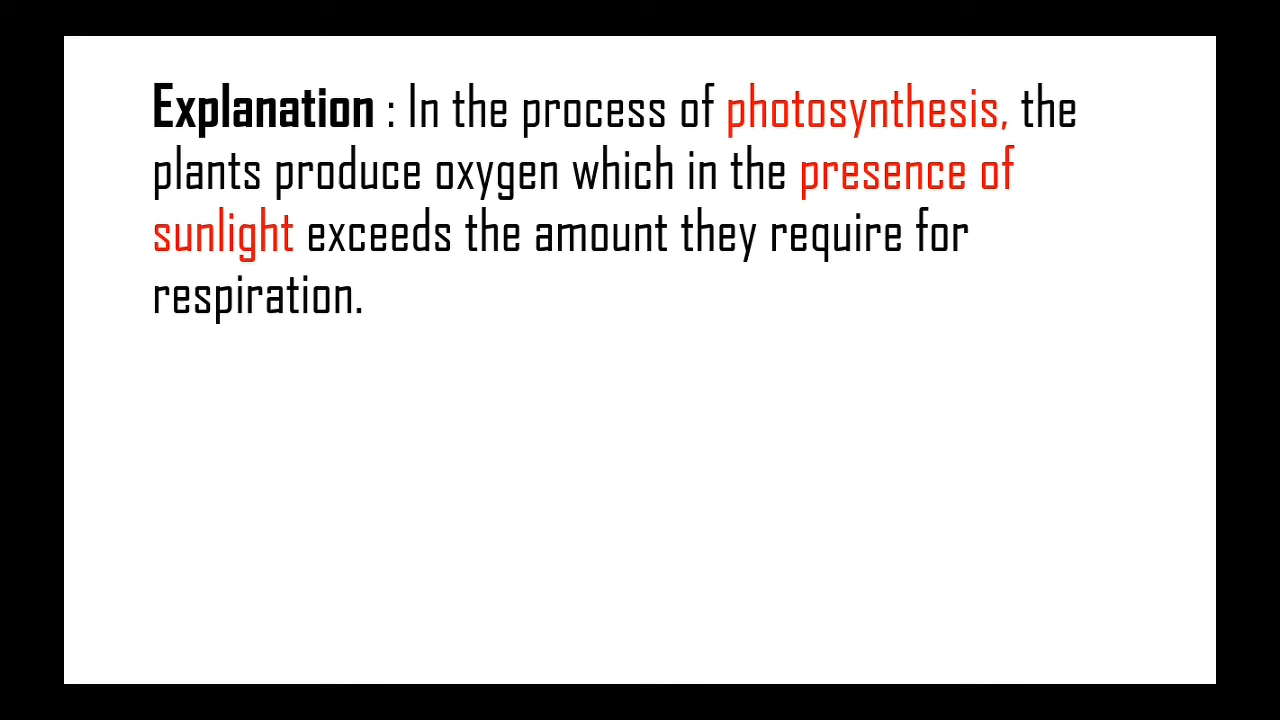 Explanation : In the process of photosynthesis, the
plants produce oxygen which in the presence of
sunlight exceeds the amount they require for
respiration.